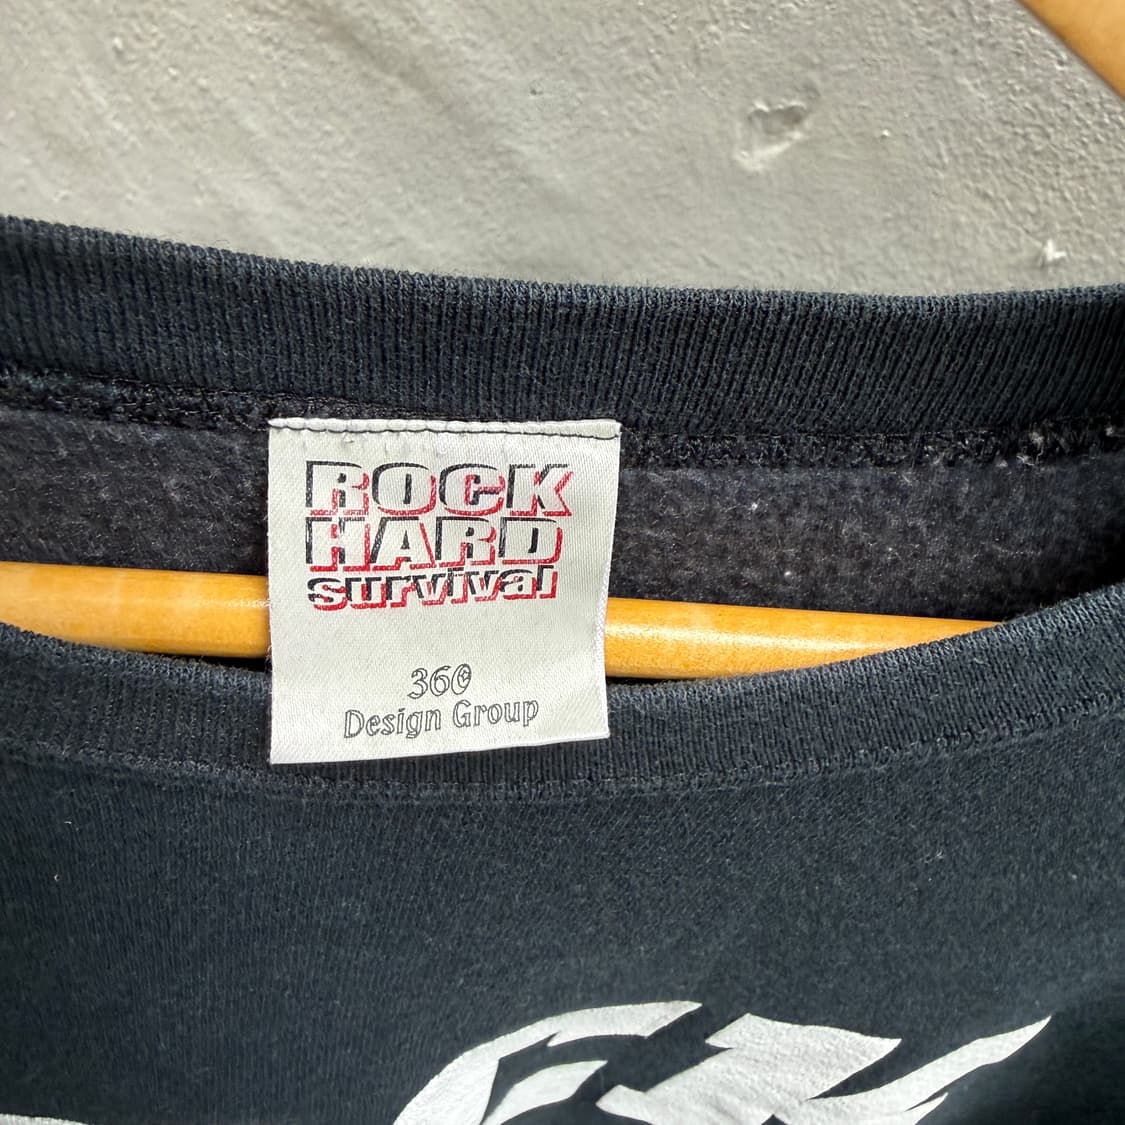 ROCK
HARD
survival
360
Design Group